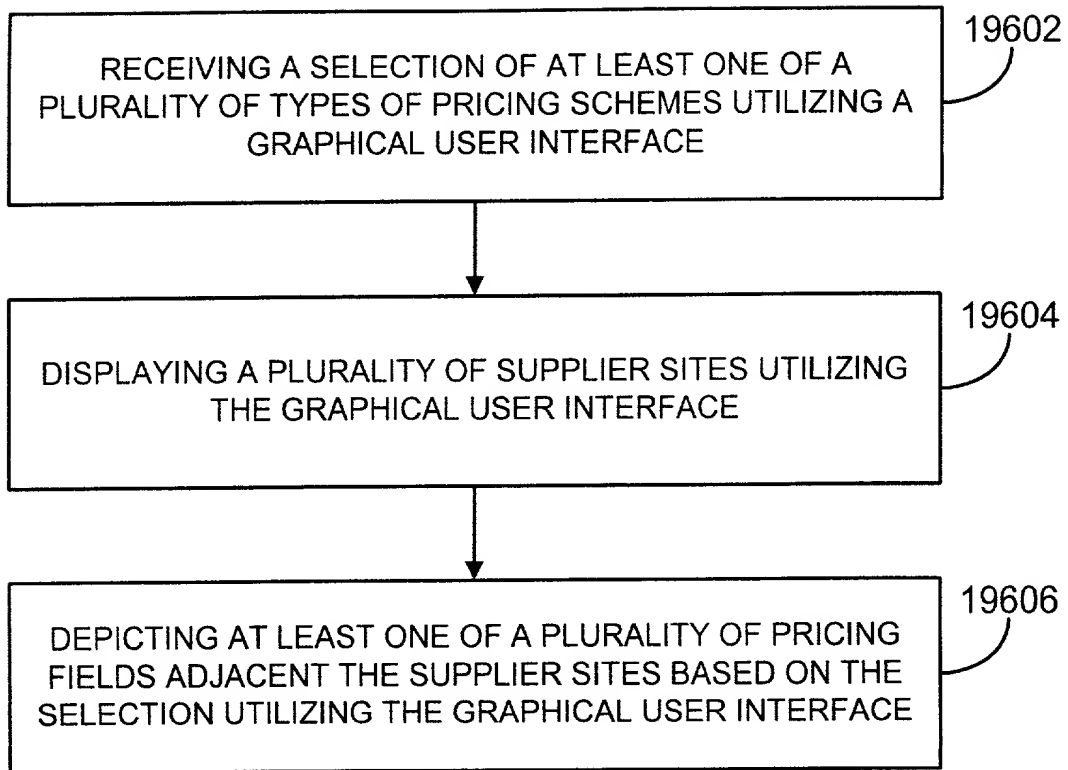 19602
RECEIVING A SELECTION OF AT LEAST ONE OF A
PLURALITY OF TYPES OF PRICING SCHEMES UTILIZING A
GRAPHICAL USER INTERFACE
19604
DISPLAYING A PLURALITY OF SUPPLIER SITES UTILIZING
THE GRAPHICAL USER INTERFACE
19606
DEPICTING AT LEAST ONE OF A PLURALITY OF PRICING
FIELDS ADJACENT THE SUPPLIER SITES BASED ON THE
SELECTION UTILIZING THE GRAPHICAL USER INTERFACE